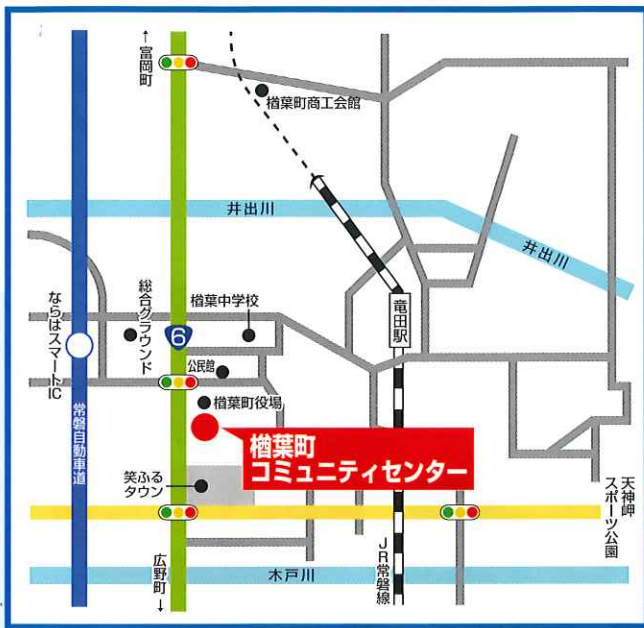 ↑
富岡町
楢葉町商工会館
井出川
井出川
総合グラウンド
楢葉中学校
ならはスマートIC
6
竜田駅
公民館
楢葉町役場
常磐自動車道
楢葉町
コミュニティセンター
笑ふる
タウン
天神岬
スポーツ公園
広野町
↓
木戸川
JR常磐線